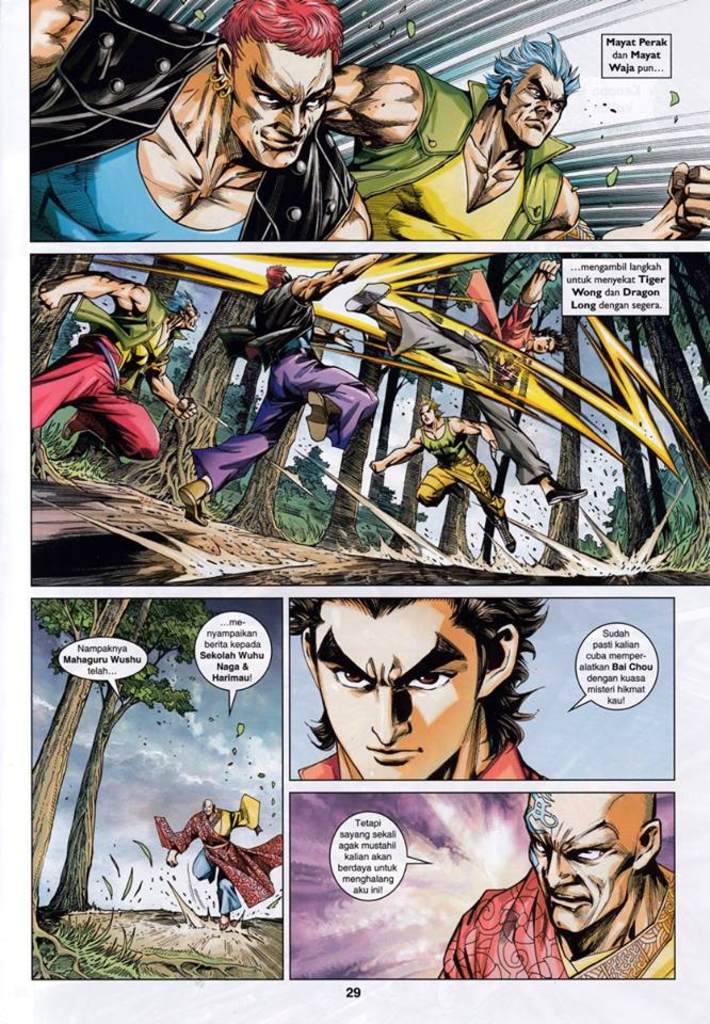 Mayat Perak
dan Mayat
Waja pun...
...mengambil langkah
untuk menyekat Tiger
Wong dan Dragon
Long dengan segera.
Nampaknya
Mahaguru Wushu
telah...
...me-
nyampaikan
berita kepada
Sekolah Wuhu
Naga &
Harimau!
Sudah
pasti kalian
cuba memper-
alatkan Bai Chou
dengan kuasa
misteri hikmat
kau!
Tetapi
sayang sekali
agak mustahil
kalian akan
berdaya untuk
menghalang
aku ini!
29